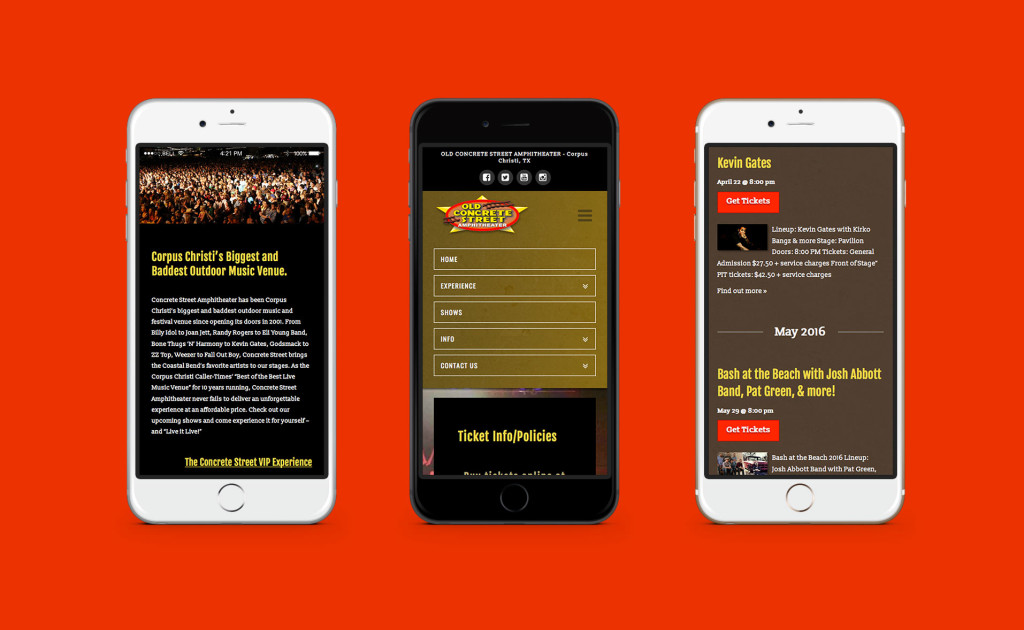 BELL 4:21 PM 100%
Corpus Christi's Biggest and
Baddest Outdoor Music Venue.
Concrete Street Amphitheater has been Corpus
Christi's biggest and baddest outdoor music and
festival venue since opening its doors in 2001. From
Billy Idol to Joan Jett, Randy Rogers to Eli Young Band,
Bone Thugs 'N' Harmony to Kevin Gates, Godsmack to
ZZ Top, Weezer to Fall Out Boy, Concrete Street brings
the Coastal Bend's favorite artists to our stages. As the
Corpus Christi Caller-Times' "Best of the Best Live
Music Venue" for 10 years running, Concrete Street
Amphitheater never fails to deliver an unforgettable
experience at an affordable price. Check out our
upcoming shows and come experience it for yourself –
and "Live It Live!"
The Concrete Street VIP Experience
OLD CONCRETE STREET AMPHITHEATER - Corpus
Christi, TX
OLD
CONCRETE
STREET
AMPHITHEATER
HOME
EXPERIENCE
SHOWS
INFO
CONTACT US
Ticket Info/Policies
Buy tickets online at
Kevin Gates
April 22 @ 8:00 pm
Get Tickets
Lineup: Kevin Gates with Kirko
Bangz & more Stage: Pavilion
Doors: 8:00 PM Tickets: General
Admission $27.50 + service charges Front of Stage"
PIT tickets: $42.50 + service charges
Find out more »
May 2016
Bash at the Beach with Josh Abbott
Band, Pat Green, & more!
May 29 @ 8:00 pm
Get Tickets
Bash at the Beach 2016 Lineup:
Josh Abbott Band with Pat Green,